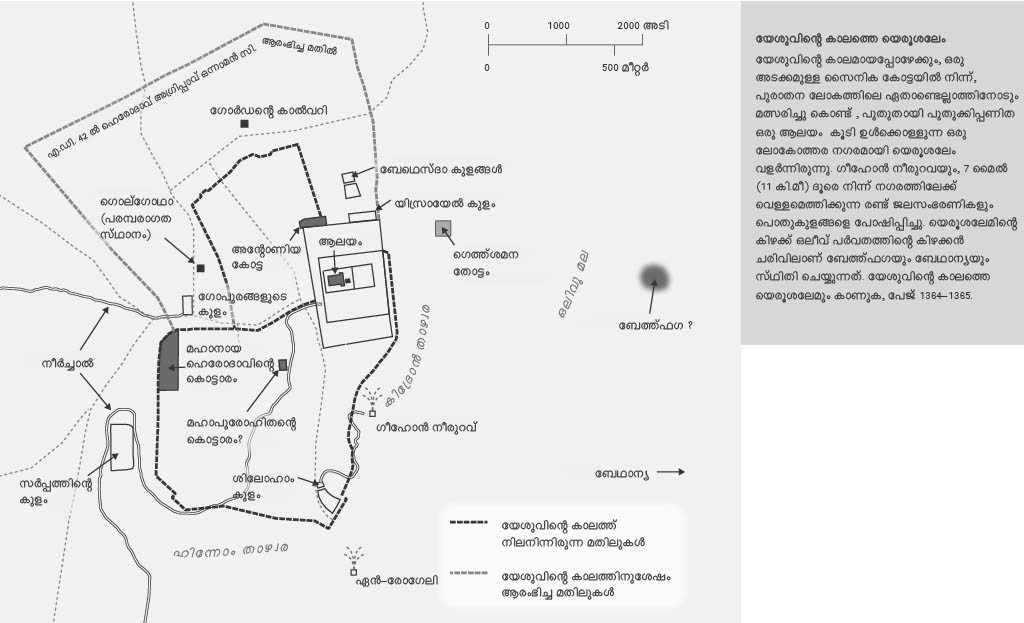 0 1000 2000 അടി
0 500 മീറ്റർ
എ.ഡി. 42 ൽ ഹെരോദാവ് അഗ്രിപ്പാവ് ഒന്നാമൻ സി. ആരംഭിച്ച മതിൽ
ഗോർഡന്റെ കാൽവറി
ബേഥെസ്ദാ കുളങ്ങൾ
യിസ്രായേൽ കുളം
ഗൊല്ഗോഥാ
(പരമ്പരാഗത
സ്ഥാനം)
അന്റോണിയ
കോട്ട
ആലയം
ഗെത്ത്ശമന
തോട്ടം
ഒലിവു മല
ബേത്ത്ഫഗ ?
ഗോപുരങ്ങളുടെ
കുളം
നീർച്ചാൽ
മഹാനായ
ഹെരോദാവിന്റെ
കൊട്ടാരം
കിദ്രോൻ താഴ്വര
മഹാപുരോഹിതന്റെ
കൊട്ടാരം?
ഗീഹോൻ നീരുറവ്
സർപ്പത്തിന്റെ
കുളം
ശിലോഹാം
കുളം
ബേഥാന്യ
ഹിന്നോം താഴ്വര
ഏൻ–രോഗേലി
യേശുവിന്റെ കാലത്ത്
നിലനിന്നിരുന്ന മതിലുകൾ
യേശുവിന്റെ കാലത്തിനുശേഷം
ആരംഭിച്ച മതിലുകൾ
യേശുവിന്റെ കാലത്തെ യെരൂശലേം
യേശുവിന്റെ കാലമായപ്പോഴേക്കും, ഒരു
അടക്കമുള്ള സൈനിക കോട്ടയിൽ നിന്ന്,
പുരാതന ലോകത്തിലെ ഏതാണ്ടെല്ലാത്തിനോടും
മത്സരിച്ചു കൊണ്ട് , പുതുതായി പുതുക്കിപ്പണിത
ഒരു ആലയം കൂടി ഉൾക്കൊള്ളുന്ന ഒരു
ലോകോത്തര നഗരമായി യെരൂശലേം
വളർന്നിരുന്നു. ഗീഹോൻ നീരുറവയും, 7 മൈൽ
(11 കി.മീ) ദൂരെ നിന്ന് നഗരത്തിലേക്ക്
വെള്ളമെത്തിക്കുന്ന രണ്ട് ജലസംഭരണികളും
പൊതുകുളങ്ങളെ പോഷിപ്പിച്ചു. യെരൂശലേമിന്റെ
കിഴക്ക് ഒലീവ് പർവതത്തിന്റെ കിഴക്കൻ
ചരിവിലാണ് ബേത്ത്ഫഗയും ബേഥാന്യയും
സ്ഥിതി ചെയ്യുന്നത്. യേശുവിന്റെ കാലത്തെ
യെരൂശലേമും കാണുക, പേജ് 1364–1365.